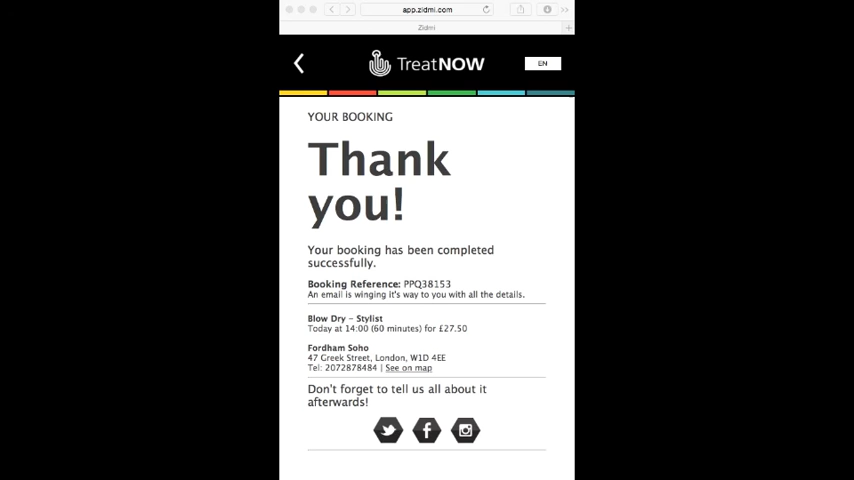 app.zidmi.com
Zidmi
TreatNOW
EN
YOUR BOOKING
Thank
you!
Your booking has been completed
successfully.
Booking Reference: PPQ38153
An email is winging it's way to you with all the details.
Blow Dry - Stylist
Today at 14:00 (60 minutes) for £27.50
Fordham Soho
47 Greek Street, London, W1D 4EE
Tel: 2072878484 | See on map
Don't forget to tell us all about it
afterwards!